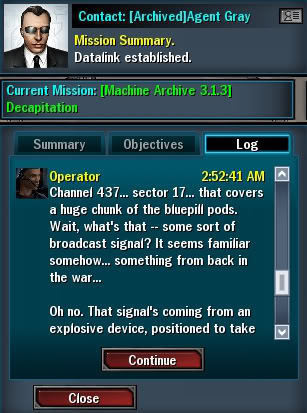 Contact: [Archived]Agent Gray
Mission Summary.
Datalink established.
Current Mission: [Machine Archive 3.1.3]
Decapitation
Summary Objectives Log
Operator 2:52:41 AM
Channel 437... sector 17... that covers
a huge chunk of the bluepill pods.
Wait, what's that -- some sort of
broadcast signal? It seems familiar
somehow... something from back in
the war...
Oh no. That signal's coming from an
explosive device, positioned to take
Continue
Close